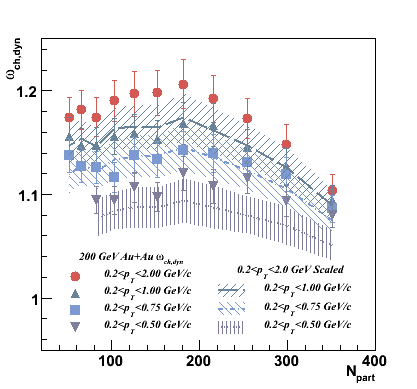 ω_ch,dyn
1.2
1.1
1
200 GeV Au+Au ω_ch,dyn
0.2<p_T<2.0 GeV Scaled
0.2<p_T<2.00 GeV/c
0.2<p_T<1.00 GeV/c
0.2<p_T<1.00 GeV/c
0.2<p_T<0.75 GeV/c
0.2<p_T<0.75 GeV/c
0.2<p_T<0.50 GeV/c
0.2<p_T<0.50 GeV/c
100
200
300
400
N_part